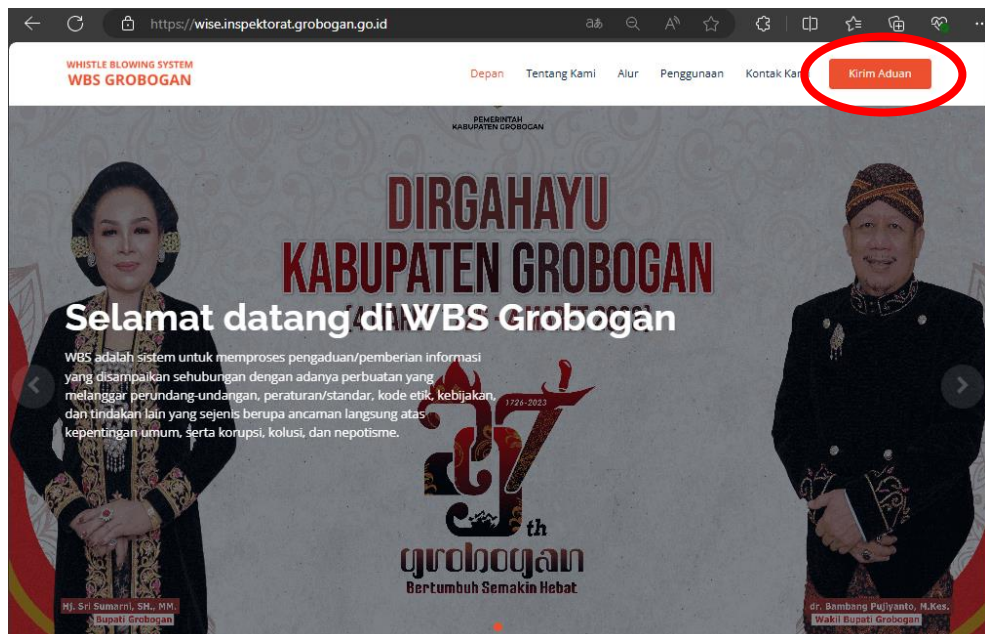 https://wise.inspektorat.grobogan.go.id
WHISTLE BLOWING SYSTEM
WBS GROBOGAN
Depan Tentang Kami Alur Penggunaan Kontak Kirim Aduan
PEMERINTAH
KABUPATEN GROBOGAN
DIRGAHAYU
KABUPATEN GROBOGAN
Selamat datang di WBS Grobogan
WBS adalah sistem untuk memproses pengaduan/pemberian informasi
yang disampaikan sehubungan dengan adanya perbuatan yang
melanggar perundang-undangan, peraturan/standar, kode etik, kebijakan,
dan tindakan lain yang sejenis berupa ancaman langsung atas
kepentingan umum, serta korupsi, kolusi, dan nepotisme.
1726-2023
297
th
grobogan
Bertumbuh Semakin Hebat
Hj. Sri Sumarni, SH., MM.
Bupati Grobogan
dr. Bambang Pujiyanto, M.Kes.
Wakil Bupati Grobogan